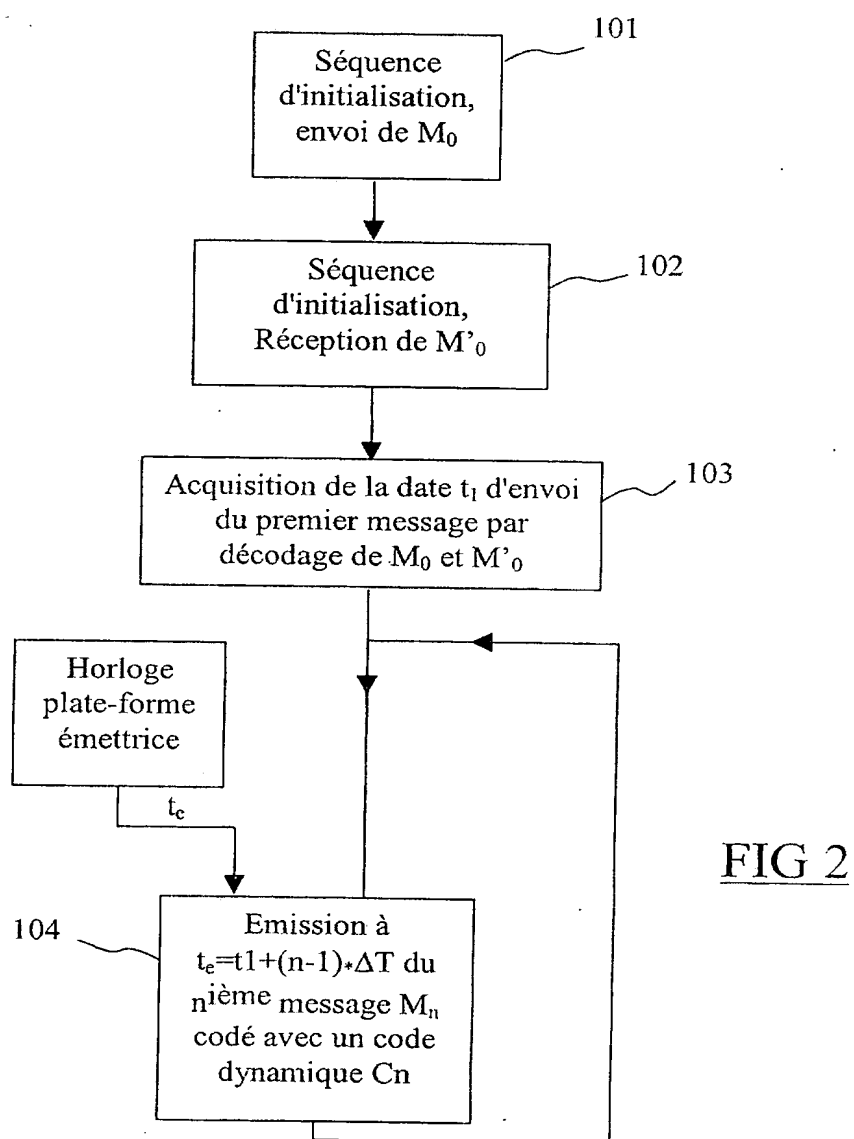 101
Séquence
d'initialisation,
envoi de M₀
102
Séquence
d'initialisation,
Réception de M’₀
103
Acquisition de la date t₁ d'envoi
du premier message par
décodage de M₀ et M’₀
Horloge
plate-forme
émettrice
tₑ
FIG 2
104
Emission à
tₑ=t1+(n-1)*ΔT du
nⁱèᵐᵉ message Mₙ
codé avec un code
dynamique Cn